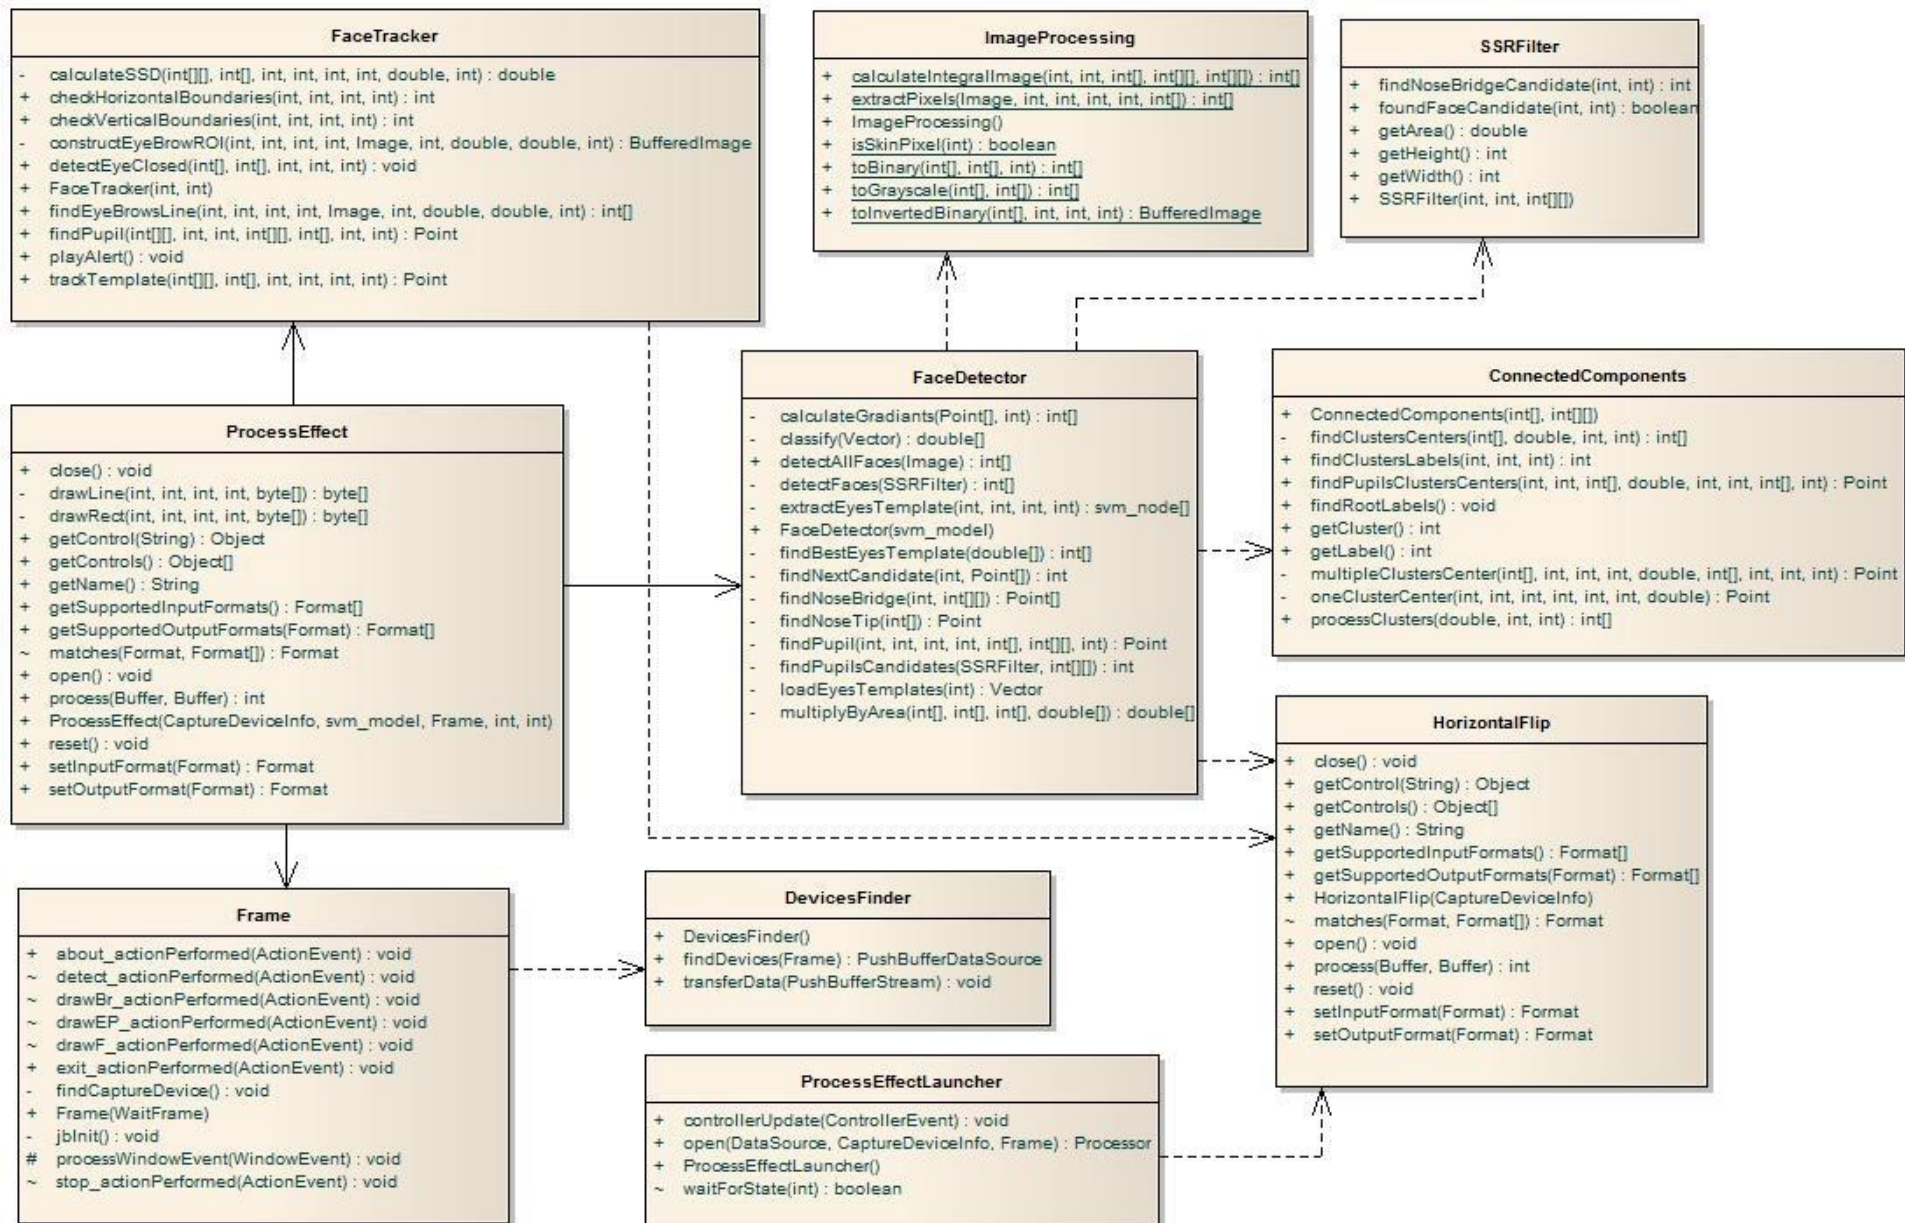 FaceTracker
- calculateSSD(int[][], int[], int, int, int, int, double, int) : double
+ checkHorizontalBoundaries(int, int, int, int) : int
+ checkVerticalBoundaries(int, int, int, int) : int
- constructEyeBrowROI(int, int, int, int, Image, int, double, double, int) : BufferedImage
+ detectEyeClosed(int[], int[], int, int, int) : void
+ FaceTracker(int, int)
+ findEyeBrowsLine(int, int, int, int, Image, int, double, double, int) : int[]
+ findPupil(int[][], int, int, int[][], int[], int, int) : Point
+ playAlert() : void
+ trackTemplate(int[][], int[], int, int, int, int) : Point
ImageProcessing
+ calculateIntegralImage(int, int, int[], int[][], int[][]) : int[]
+ extractPixels(Image, int, int, int, int, int[]) : int[]
+ ImageProcessing()
+ isSkinPixel(int) : boolean
+ toBinary(int[], int[], int) : int[]
+ toGrayscale(int[], int[]) : int[]
+ toInvertedBinary(int[], int, int, int) : BufferedImage
SSRFilter
+ findNoseBridgeCandidate(int, int) : int
+ foundFaceCandidate(int, int) : boolean
+ getArea() : double
+ getHeight() : int
+ getWidth() : int
+ SSRFilter(int, int, int[][])
ProcessEffect
+ close() : void
- drawLine(int, int, int, int, byte[]) : byte[]
- drawRect(int, int, int, int, byte[]) : byte[]
+ getControl(String) : Object
+ getControls() : Object[]
+ getName() : String
+ getSupportedInputFormats() : Format[]
+ getSupportedOutputFormats(Format) : Format[]
~ matches(Format, Format[]) : Format
+ open() : void
+ process(Buffer, Buffer) : int
+ ProcessEffect(CaptureDeviceInfo, svm_model, Frame, int, int)
+ reset() : void
+ setInputFormat(Format) : Format
+ setOutputFormat(Format) : Format
FaceDetector
- calculateGradiants(Point[], int) : int[]
- classify(Vector) : double[]
+ detectAllFaces(Image) : int[]
- detectFaces(SSRFilter) : int[]
- extractEyesTemplate(int, int, int, int) : svm_node[]
+ FaceDetector(svm_model)
- findBestEyesTemplate(double[]) : int[]
- findNextCandidate(int, Point[]) : int
- findNoseBridge(int, int[][]) : Point[]
- findNoseTip(int[]) : Point
- findPupil(int, int, int, int, int[], int[][], int) : Point
- findPupilsCandidates(SSRFilter, int[][]) : int
- loadEyesTemplates(int) : Vector
- multiplyByArea(int[], int[], int[], double[]) : double[]
ConnectedComponents
+ ConnectedComponents(int[], int[][])
- findClustersCenters(int[], double, int, int) : int[]
+ findClustersLabels(int, int, int) : int
+ findPupilsClustersCenters(int, int, int[], double, int, int, int[], int) : Point
+ findRootLabels() : void
+ getCluster() : int
+ getLabel() : int
- multipleClustersCenter(int[], int, int, int, double, int[], int, int, int) : Point
- oneClusterCenter(int, int, int, int, int, int, double) : Point
+ processClusters(double, int, int) : int[]
HorizontalFlip
+ close() : void
+ getControl(String) : Object
+ getControls() : Object[]
+ getName() : String
+ getSupportedInputFormats() : Format[]
+ getSupportedOutputFormats(Format) : Format[]
+ HorizontalFlip(CaptureDeviceInfo)
~ matches(Format, Format[]) : Format
+ open() : void
+ process(Buffer, Buffer) : int
+ reset() : void
+ setInputFormat(Format) : Format
+ setOutputFormat(Format) : Format
Frame
+ about_actionPerformed(ActionEvent) : void
~ detect_actionPerformed(ActionEvent) : void
~ drawBr_actionPerformed(ActionEvent) : void
~ drawEP_actionPerformed(ActionEvent) : void
~ drawF_actionPerformed(ActionEvent) : void
+ exit_actionPerformed(ActionEvent) : void
- findCaptureDevice() : void
+ Frame(WaitFrame)
- jbInit() : void
# processWindowEvent(WindowEvent) : void
~ stop_actionPerformed(ActionEvent) : void
DevicesFinder
+ DevicesFinder()
+ findDevices(Frame) : PushBufferDataSource
+ transferData(PushBufferStream) : void
ProcessEffectLauncher
+ controllerUpdate(ControllerEvent) : void
+ open(DataSource, CaptureDeviceInfo, Frame) : Processor
+ ProcessEffectLauncher()
~ waitForState(int) : boolean